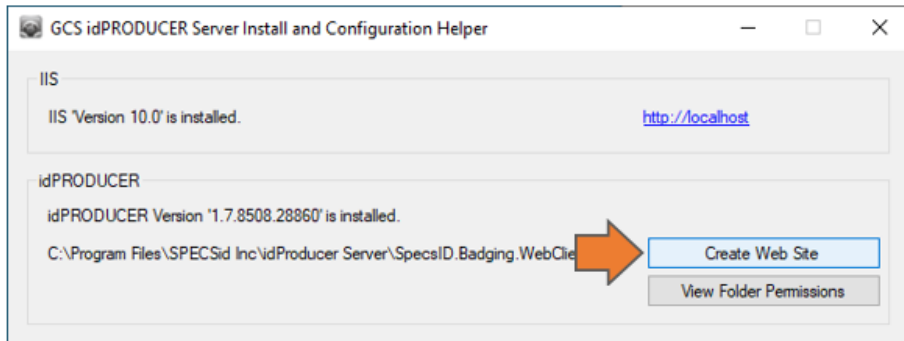 GCS idPRODUCER Server Install and Configuration Helper
IIS
IIS 'Version 10.0' is installed.
http://localhost
idPRODUCER
idPRODUCER Version '1.7.8508.28860' is installed.
C:\Program Files\SPECSid Inc\idProducer Server\SpecsID.Badging.WebClie
Create Web Site
View Folder Permissions